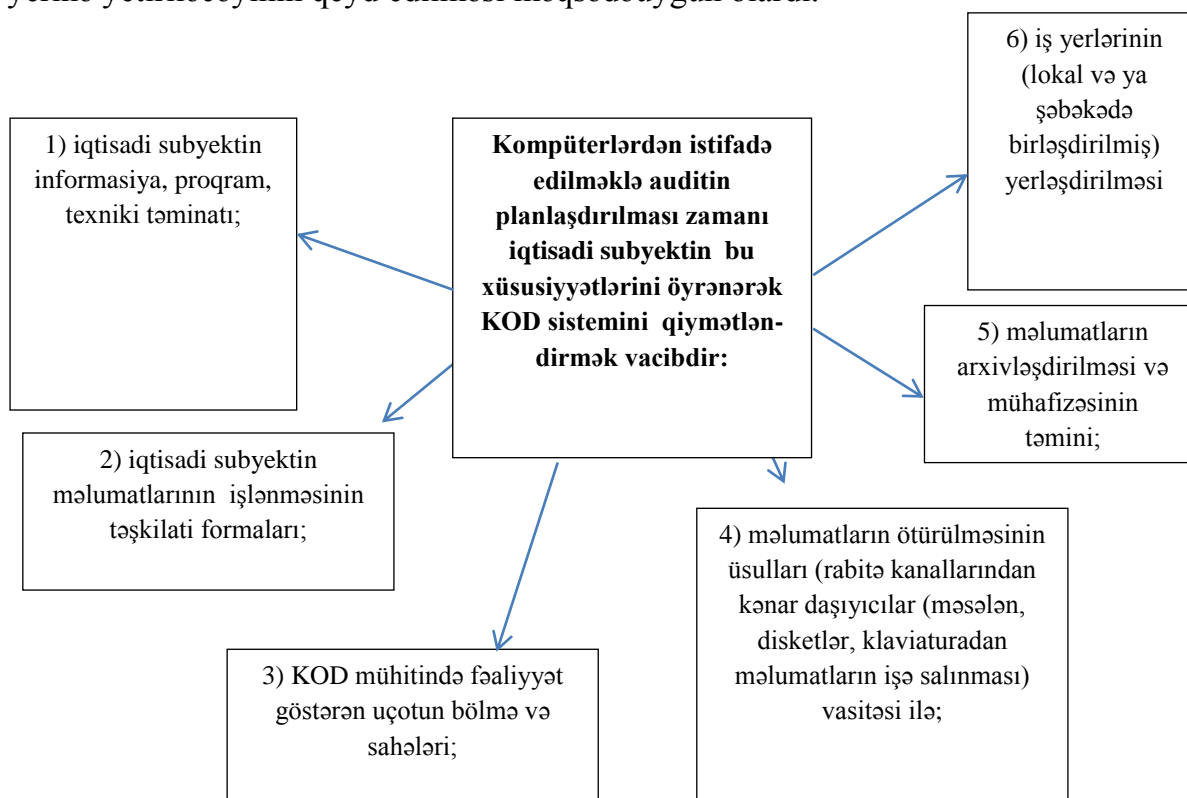 Kompüterlərdən istifadə
edilməklə auditin
planlaşdırılması zamanı
iqtisadi subyektin bu
xüsusiyyətlərini öyrənərək
KOD sistemini qiymətlən-
dirmək vacibdir:
1) iqtisadi subyektin
informasiya, proqram,
texniki təminatı;
2) iqtisadi subyektin
məlumatlarının işlənməsinin
təşkilati formaları;
3) KOD mühitində fəaliyyət
göstərən uçotun bölmə və
sahələri;
4) məlumatların ötürülməsinin
üsulları (rabitə kanallarından
kənar daşıyıcılar (məsələn,
disketlər, klaviaturadan
məlumatların işə salınması)
vasitəsi ilə;
5) məlumatların
arxivləşdirilməsi və
mühafizəsinin
təmini;
6) iş yerlərinin
(lokal və ya
şəbəkədə
birləşdirilmiş)
yerləşdirilməsi